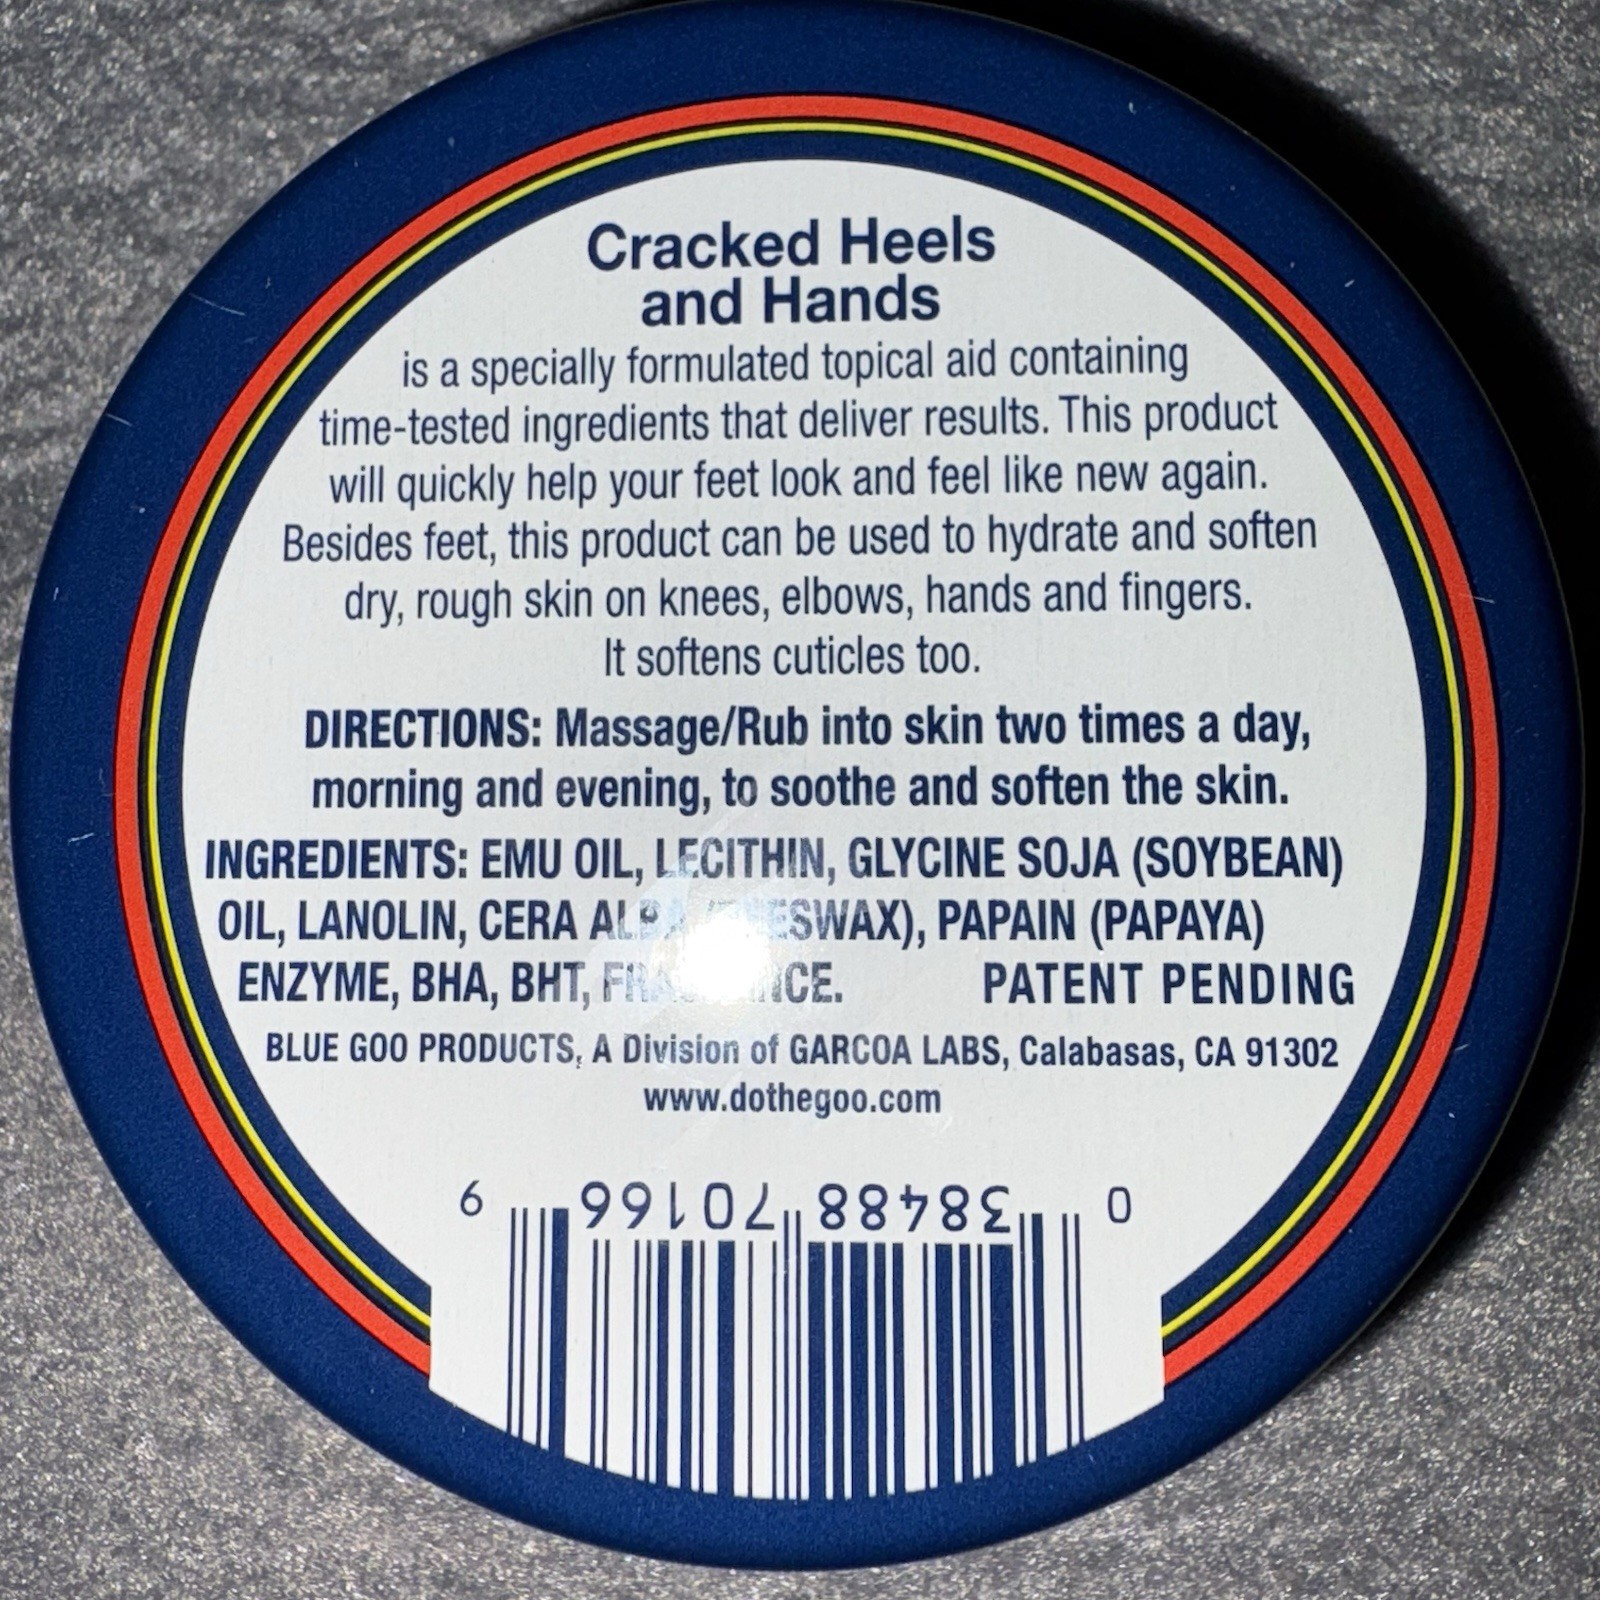 Cracked Heels
and Hands
is a specially formulated topical aid containing
time-tested ingredients that deliver results. This product
will quickly help your feet look and feel like new again.
Besides feet, this product can be used to hydrate and soften
dry, rough skin on knees, elbows, hands and fingers.
It softens cuticles too.
DIRECTIONS: Massage/Rub into skin two times a day,
morning and evening, to soothe and soften the skin.
INGREDIENTS: EMU OIL, LECITHIN, GLYCINE SOJA (SOYBEAN)
OIL, LANOLIN, CERA ALBA (BEESWAX), PAPAIN (PAPAYA)
ENZYME, BHA, BHT, FRAGRANCE. PATENT PENDING
BLUE GOO PRODUCTS, A Division of GARCOA LABS, Calabasas, CA 91302
www.dothegoo.com
0 38488 70166 9